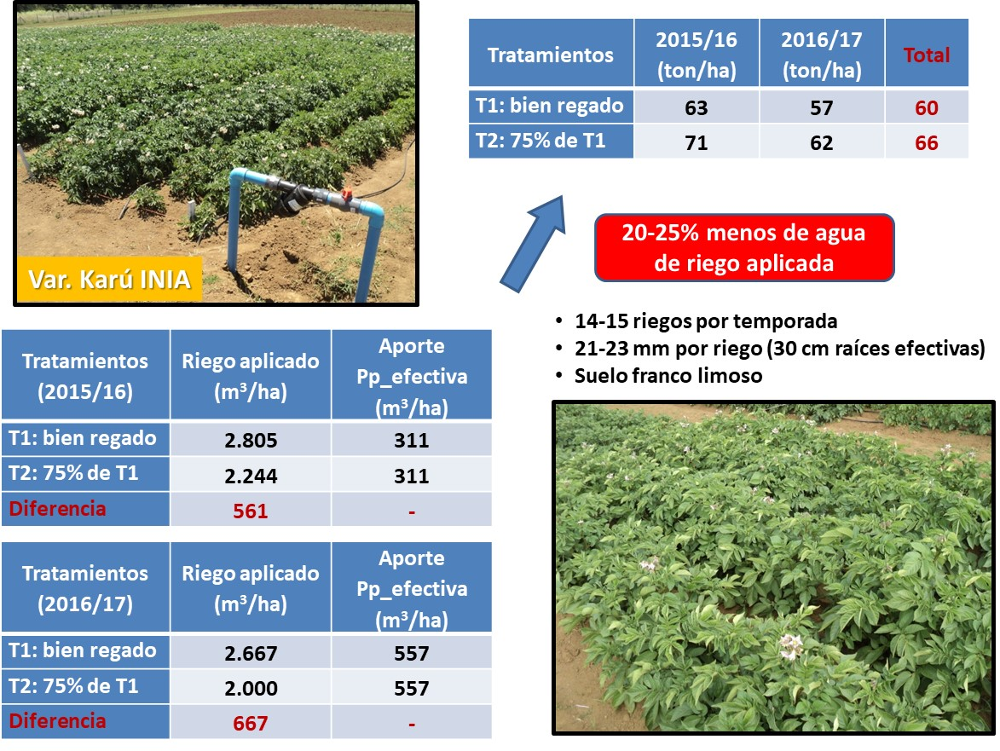 Var. Karú INIA
Tratamientos 2015/16 (ton/ha) 2016/17 (ton/ha) Total
T1: bien regado 63 57 60
T2: 75% de T1 71 62 66
20-25% menos de agua
de riego aplicada
• 14-15 riegos por temporada
• 21-23 mm por riego (30 cm raíces efectivas)
• Suelo franco limoso
Tratamientos (2015/16) Riego aplicado (m³/ha) Aporte Pp_efectiva (m³/ha)
T1: bien regado 2.805 311
T2: 75% de T1 2.244 311
Diferencia 561 -
Tratamientos (2016/17) Riego aplicado (m³/ha) Aporte Pp_efectiva (m³/ha)
T1: bien regado 2.667 557
T2: 75% de T1 2.000 557
Diferencia 667 -